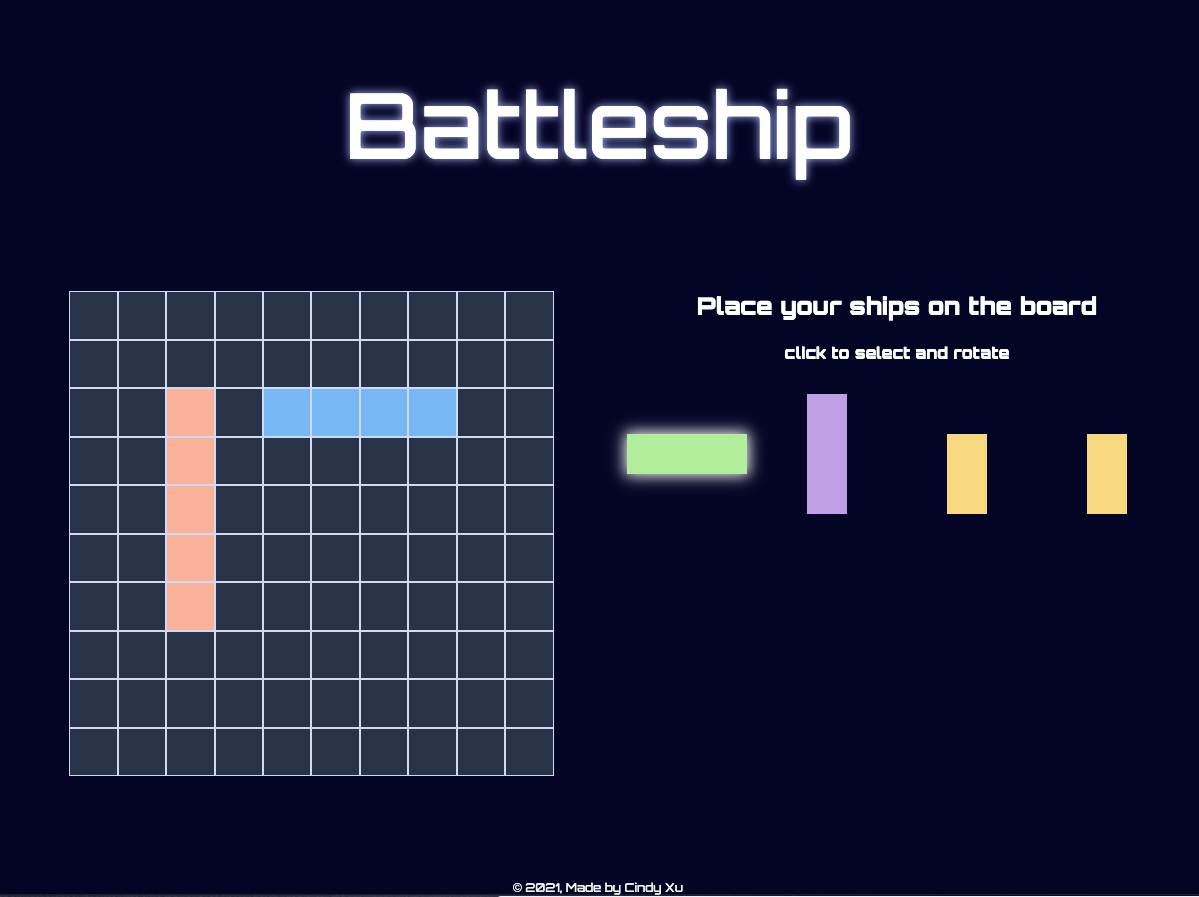 Battleship
Place your ships on the board
click to select and rotate
© 2021, Made by Cindy Xu